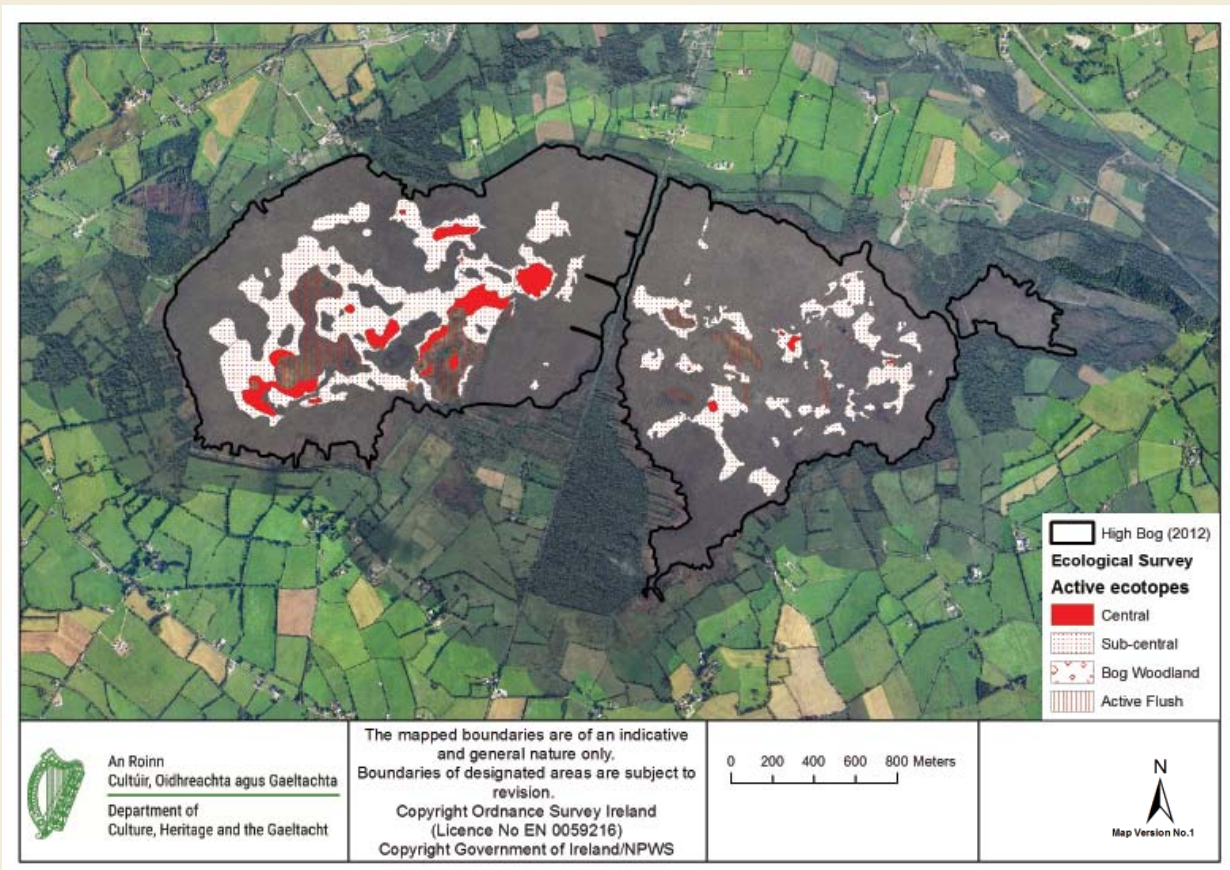 High Bog (2012)
Ecological Survey
Active ecotopes
Central
Sub-central
Bog Woodland
Active Flush
An Roinn
Cultúir, Oidhreachta agus Gaeltachta
Department of
Culture, Heritage and the Gaeltacht
The mapped boundaries are of an indicative
and general nature only.
Boundaries of designated areas are subject to
revision.
Copyright Ordnance Survey Ireland
(Licence No EN 0059216)
Copyright Government of Ireland/NPWS
0 200 400 600 800 Meters
N
Map Version No.1